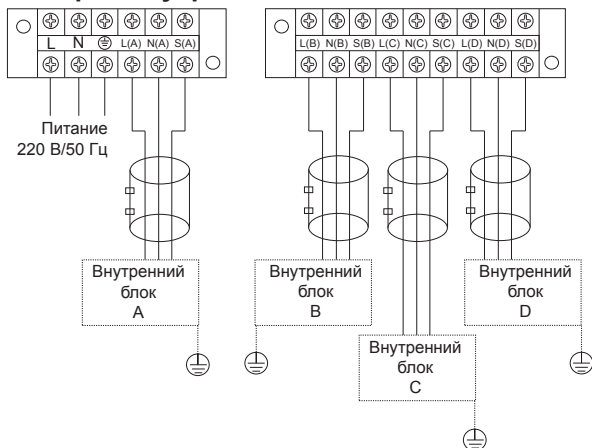 L N L(A) N(A) S(A)
L(B) N(B) S(B) L(C) N(C) S(C) L(D) N(D) S(D)
Питание
220 В/50 Гц
Внутренний
блок
A
Внутренний
блок
B
Внутренний
блок
C
Внутренний
блок
D